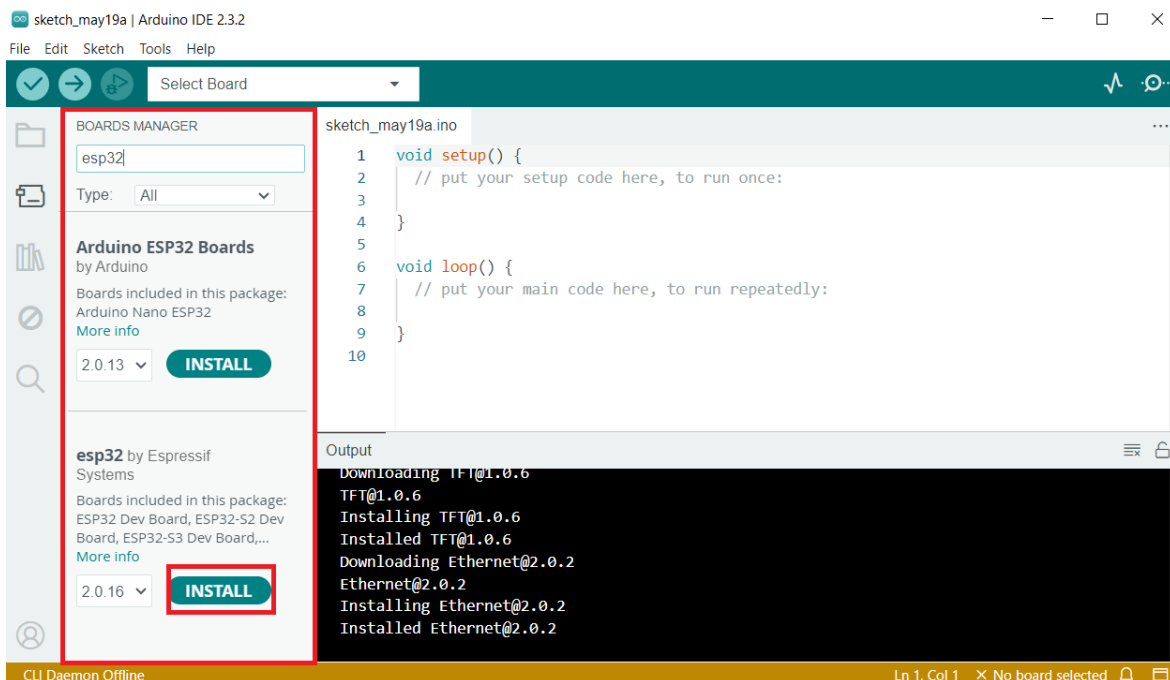 sketch_may19a | Arduino IDE 2.3.2
File Edit Sketch Tools Help
Select Board
BOARDS MANAGER
esp32
Type: All
Arduino ESP32 Boards
by Arduino
Boards included in this package:
Arduino Nano ESP32
More info
2.0.13 INSTALL
esp32 by Espressif
Systems
Boards included in this package:
ESP32 Dev Board, ESP32-S2 Dev
Board, ESP32-S3 Dev Board,...
More info
2.0.16 INSTALL
sketch_may19a.ino
1 void setup() {
2 // put your setup code here, to run once:
3
4 }
5
6 void loop() {
7 // put your main code here, to run repeatedly:
8
9 }
10
Output
Downloading TFT@1.0.6
TFT@1.0.6
Installing TFT@1.0.6
Installed TFT@1.0.6
Downloading Ethernet@2.0.2
Ethernet@2.0.2
Installing Ethernet@2.0.2
Installed Ethernet@2.0.2
CLI Daemon Offline
Ln 1, Col 1 × No board selected